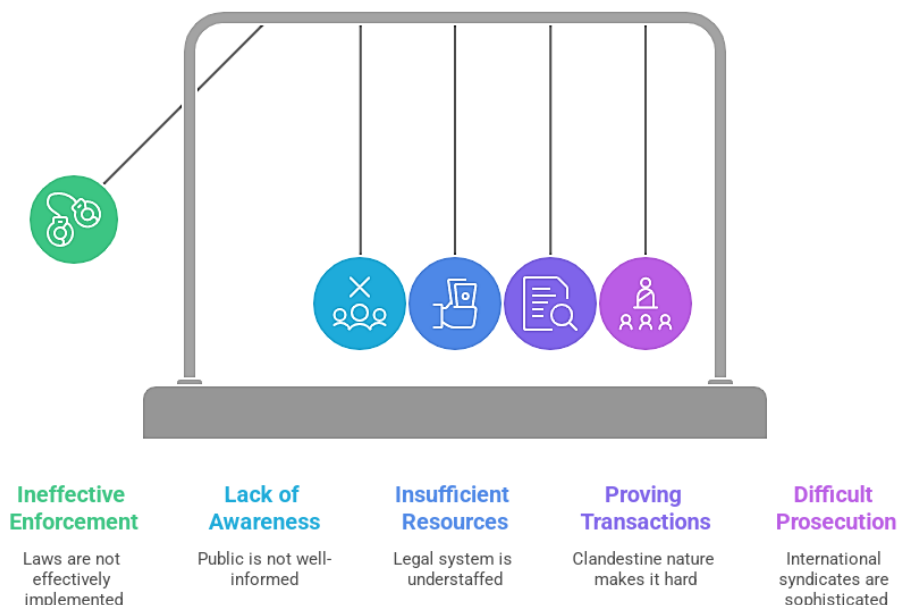 Ineffective
Enforcement
Laws are not
effectively
implemented
Lack of
Awareness
Public is not well-
informed
Insufficient
Resources
Legal system is
understaffed
Proving
Transactions
Clandestine nature
makes it hard
Difficult
Prosecution
International
syndicates are
sophisticated